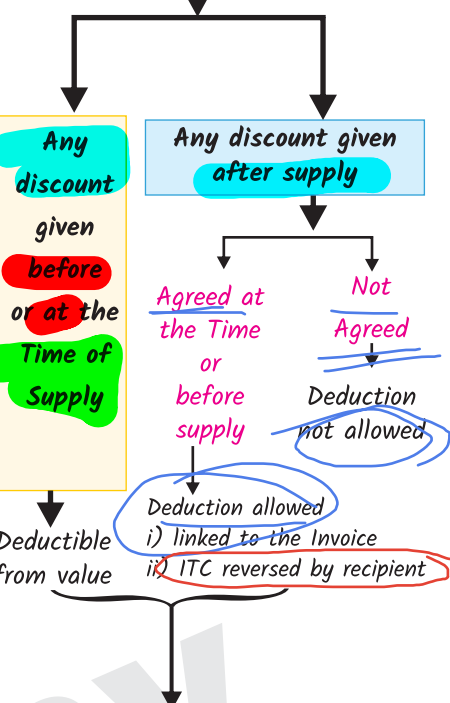 Any
discount
given
before
or at the
Time of
Supply
Deductible
from value
Any discount given
after supply
Agreed at
the Time
or
before
supply
Deduction allowed
i) linked to the Invoice
ii) ITC reversed by recipient
Not
Agreed
Deduction
not allowed